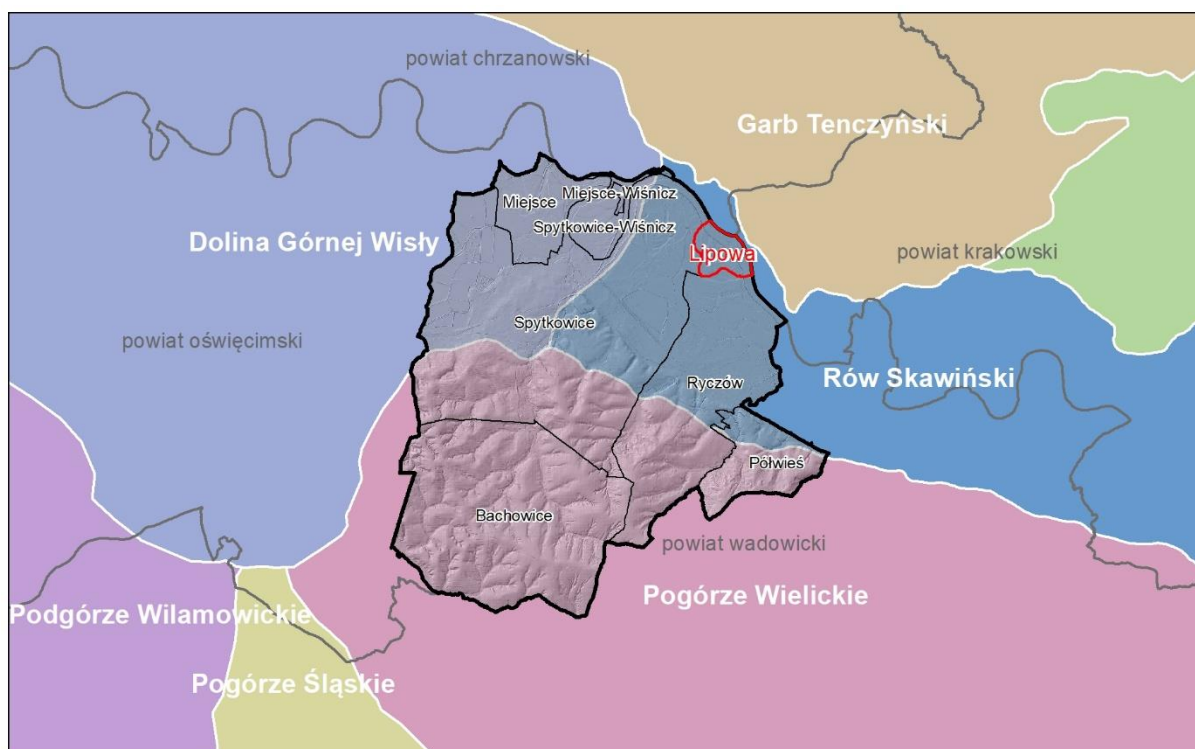 powiat chrzanowski
Garb Tenczyński
Miejsce-Wiśnicz
Miejsce
Spytkowice-Wiśnicz
Dolina Górnej Wisły
Lipowa
powiat krakowski
Spytkowice
powiat oświęcimski
Rów Skawiński
Ryczów
Półwieś
Bachowice
powiat wadowicki
Pogórze Wielickie
Podgórze Wilamowickie
Pogórze Śląskie